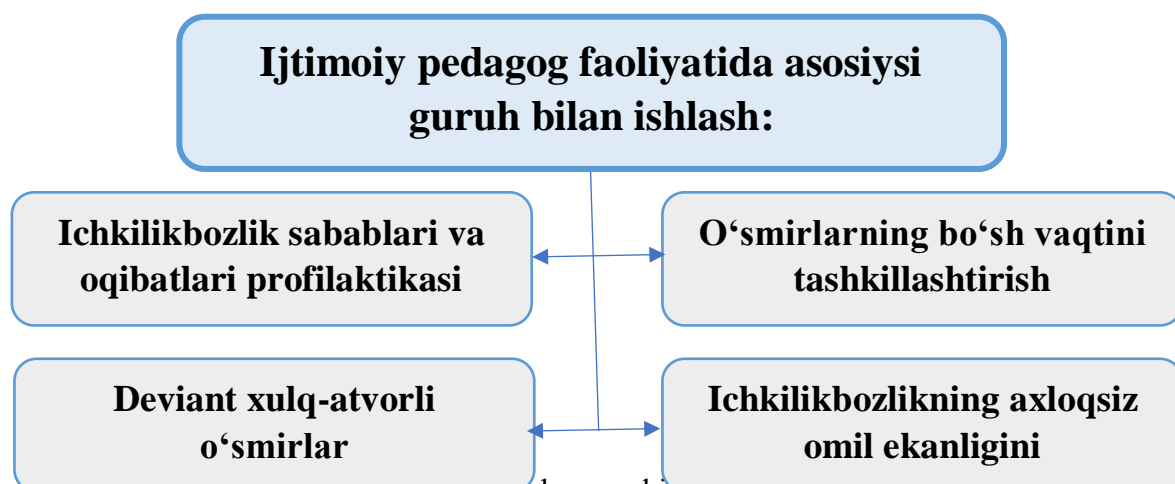 Ijtimoiy pedagog faoliyatida asosiysi
guruh bilan ishlash:
Ichkilikbozlik sabablari va
oqibatlari profilaktikasi
O‘smirlarning bo‘sh vaqtini
tashkillashtirish
Deviant xulq-atvorli
o‘smirlar
Ichkilikbozlikning axloqsiz
omil ekanligini